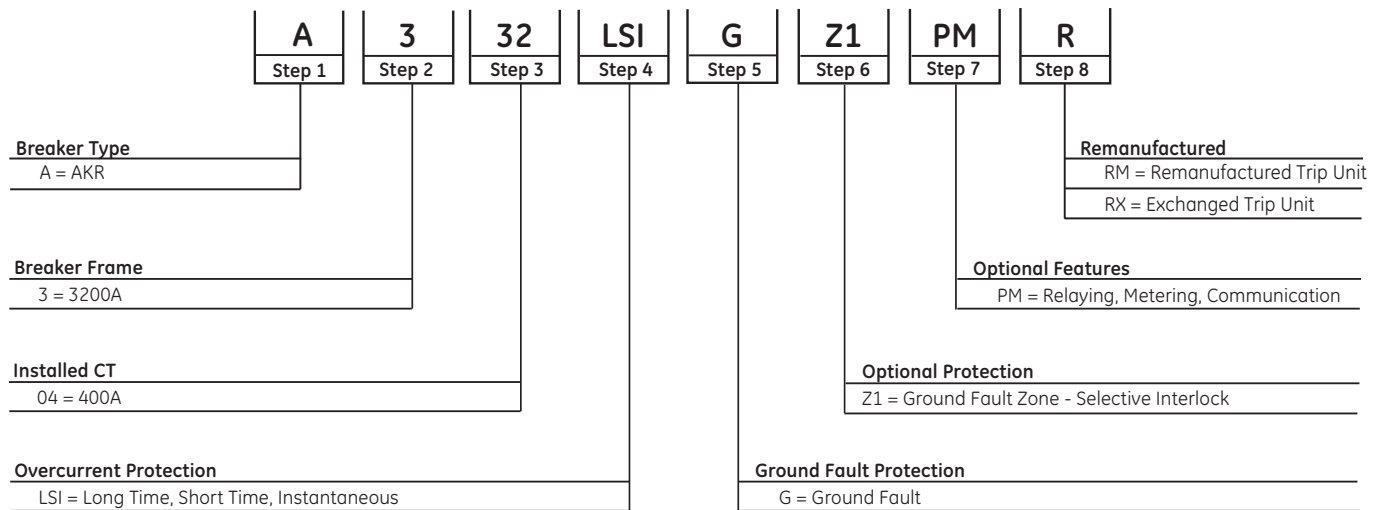 A 3 32 LSI G Z1 PM R
Step 1 Step 2 Step 3 Step 4 Step 5 Step 6 Step 7 Step 8
Breaker Type
A = AKR
Remanufactured
RM = Remanufactured Trip Unit
RX = Exchanged Trip Unit
Breaker Frame
3 = 3200A
Optional Features
PM = Relaying, Metering, Communication
Installed CT
04 = 400A
Optional Protection
Z1 = Ground Fault Zone - Selective Interlock
Overcurrent Protection
LSI = Long Time, Short Time, Instantaneous
Ground Fault Protection
G = Ground Fault